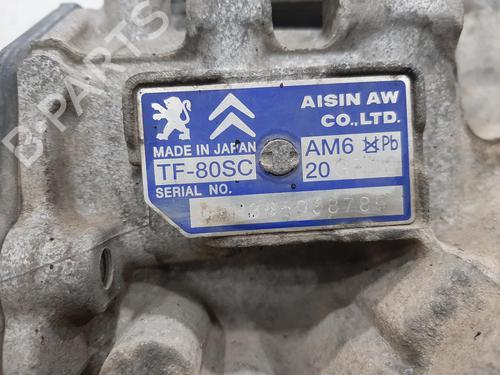 B-PARTS
AISIN AW
CO.,LTD.
MADE IN JAPAN
TF-80SC
AM6 Pb
20
SERIAL NO.